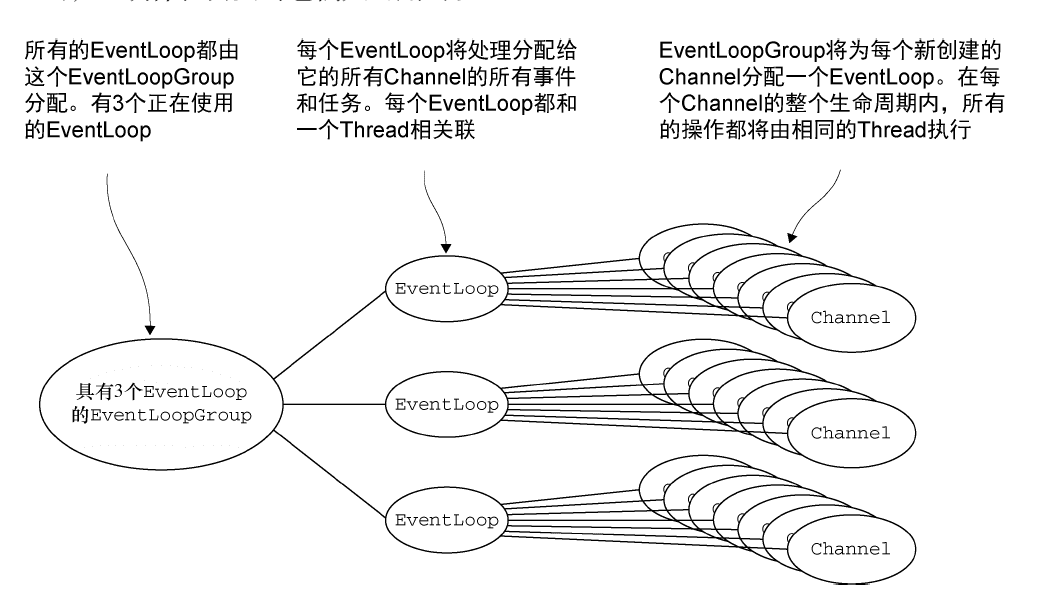 所有的EventLoop都由
这个EventLoopGroup
分配。有3个正在使用
的EventLoop
每个EventLoop将处理分配给
它的所有Channel的所有事件
和任务。每个EventLoop都和
一个Thread相关联
EventLoopGroup将为每个新创建的
Channel分配一个EventLoop。在每
个Channel的整个生命周期内，所有
的操作都将由相同的Thread执行
EventLoop
Channel
具有3个EventLoop
的EventLoopGroup
EventLoop
Channel
EventLoop
Channel